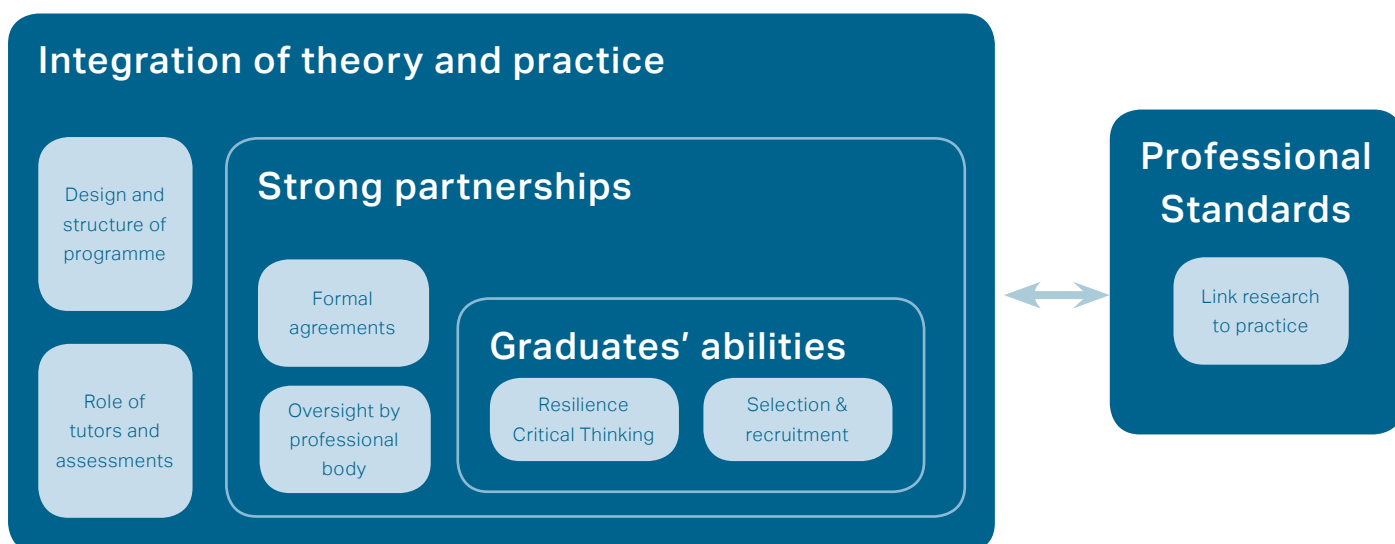 Integration of theory and practice
Design and
structure of
programme
Role of
tutors and
assessments
Strong partnerships
Formal
agreements
Oversight by
professional
body
Graduates’ abilities
Resilience
Critical Thinking
Selection &
recruitment
Professional
Standards
Link research
to practice